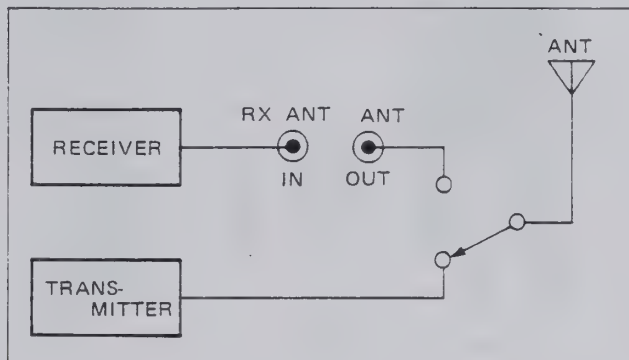 ANT
RX ANT
ANT
RECEIVER
IN
OUT
TRANS-
MITTER